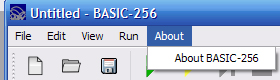 Untitled - BASIC-256
File Edit View Run About
About BASIC-256